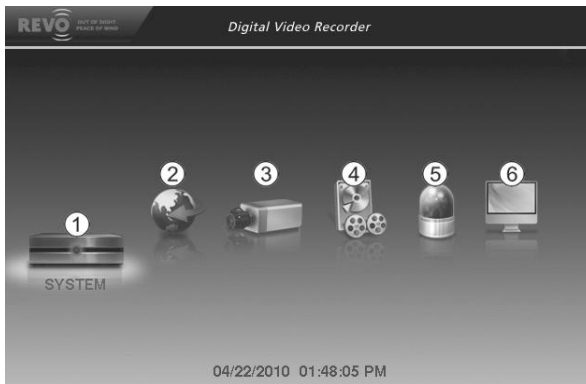 REVO OUT OF SIGHT
PEACE OF MIND
Digital Video Recorder
1
2
3
4
5
6
SYSTEM
04/22/2010 01:48:05 PM